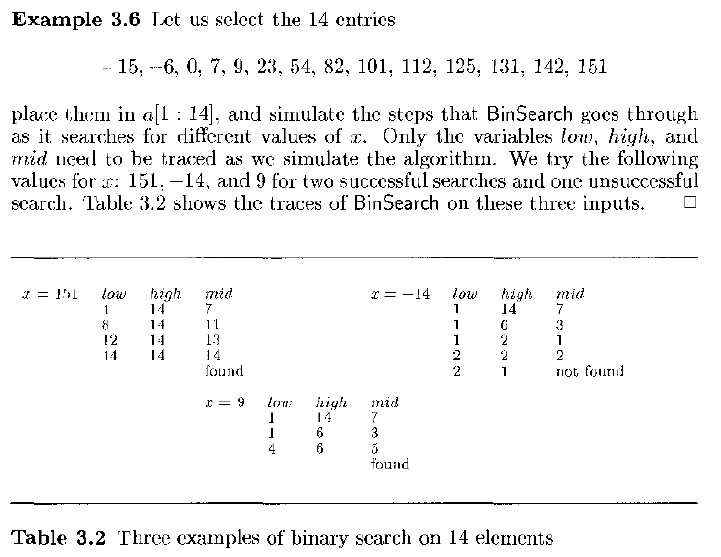 Example 3.6 Let us select the 14 entries
−15, −6, 0, 7, 9, 23, 54, 82, 101, 112, 125, 131, 142, 151
place them in a[1 : 14], and simulate the steps that BinSearch goes through
as it searches for different values of x. Only the variables low, high, and
mid need to be traced as we simulate the algorithm. We try the following
values for x: 151, −14, and 9 for two successful searches and one unsuccessful
search. Table 3.2 shows the traces of BinSearch on these three inputs. □
x = 151 low high mid
1 14 7
8 14 11
12 14 13
14 14 14
found
x = −14 low high mid
1 14 7
1 6 3
1 2 1
2 2 2
2 1 not found
x = 9 low high mid
1 14 7
1 6 3
4 6 5
found
Table 3.2 Three examples of binary search on 14 elements